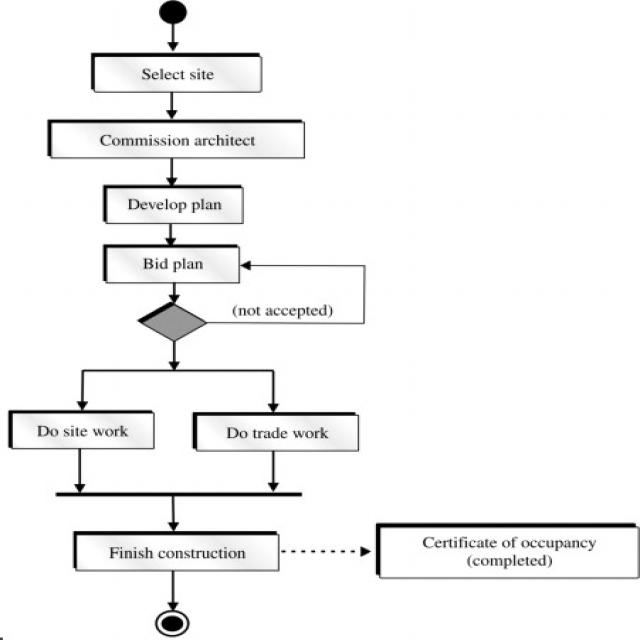 Select site
Commission architect
Develop plan
Bid plan
(not accepted)
Do site work
Do trade work
Finish construction
Certificate of occupancy
(completed)